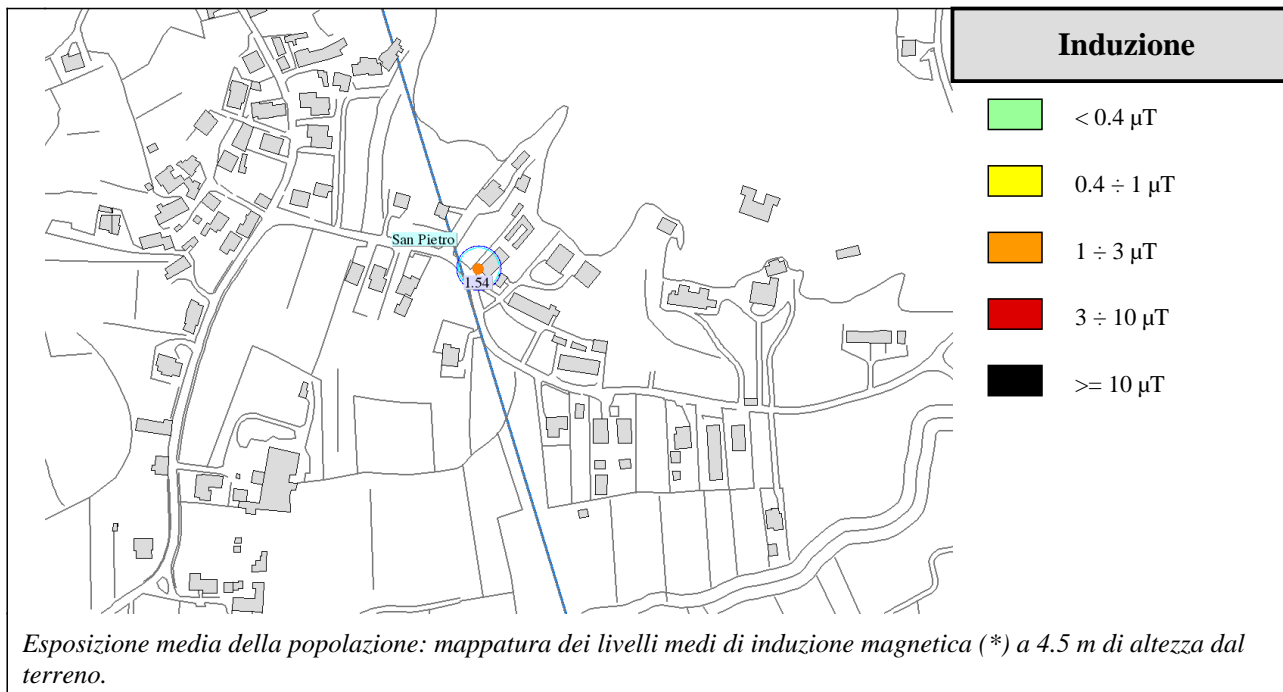 Induzione
< 0.4 µT
0.4 ÷ 1 µT
1 ÷ 3 µT
3 ÷ 10 µT
>= 10 µT
San Pietro
1.54
Esposizione media della popolazione: mappatura dei livelli medi di induzione magnetica (*) a 4.5 m di altezza dal
terreno.